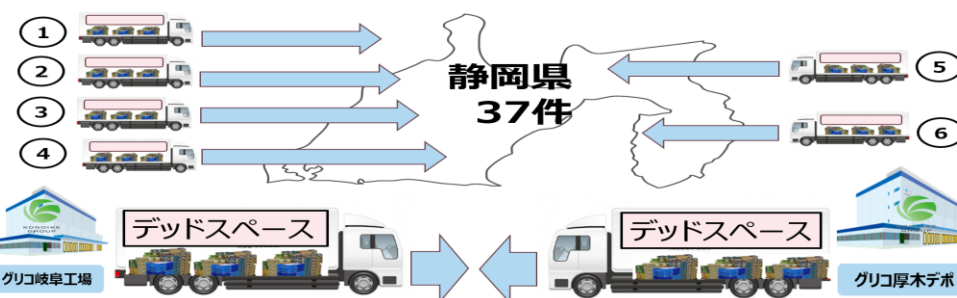 ①
②
③
④
静岡県
37件
⑤
⑥
KONOIKE
GROUP
グリコ岐阜工場
デッドスペース
デッドスペース
グリコ厚木デポ